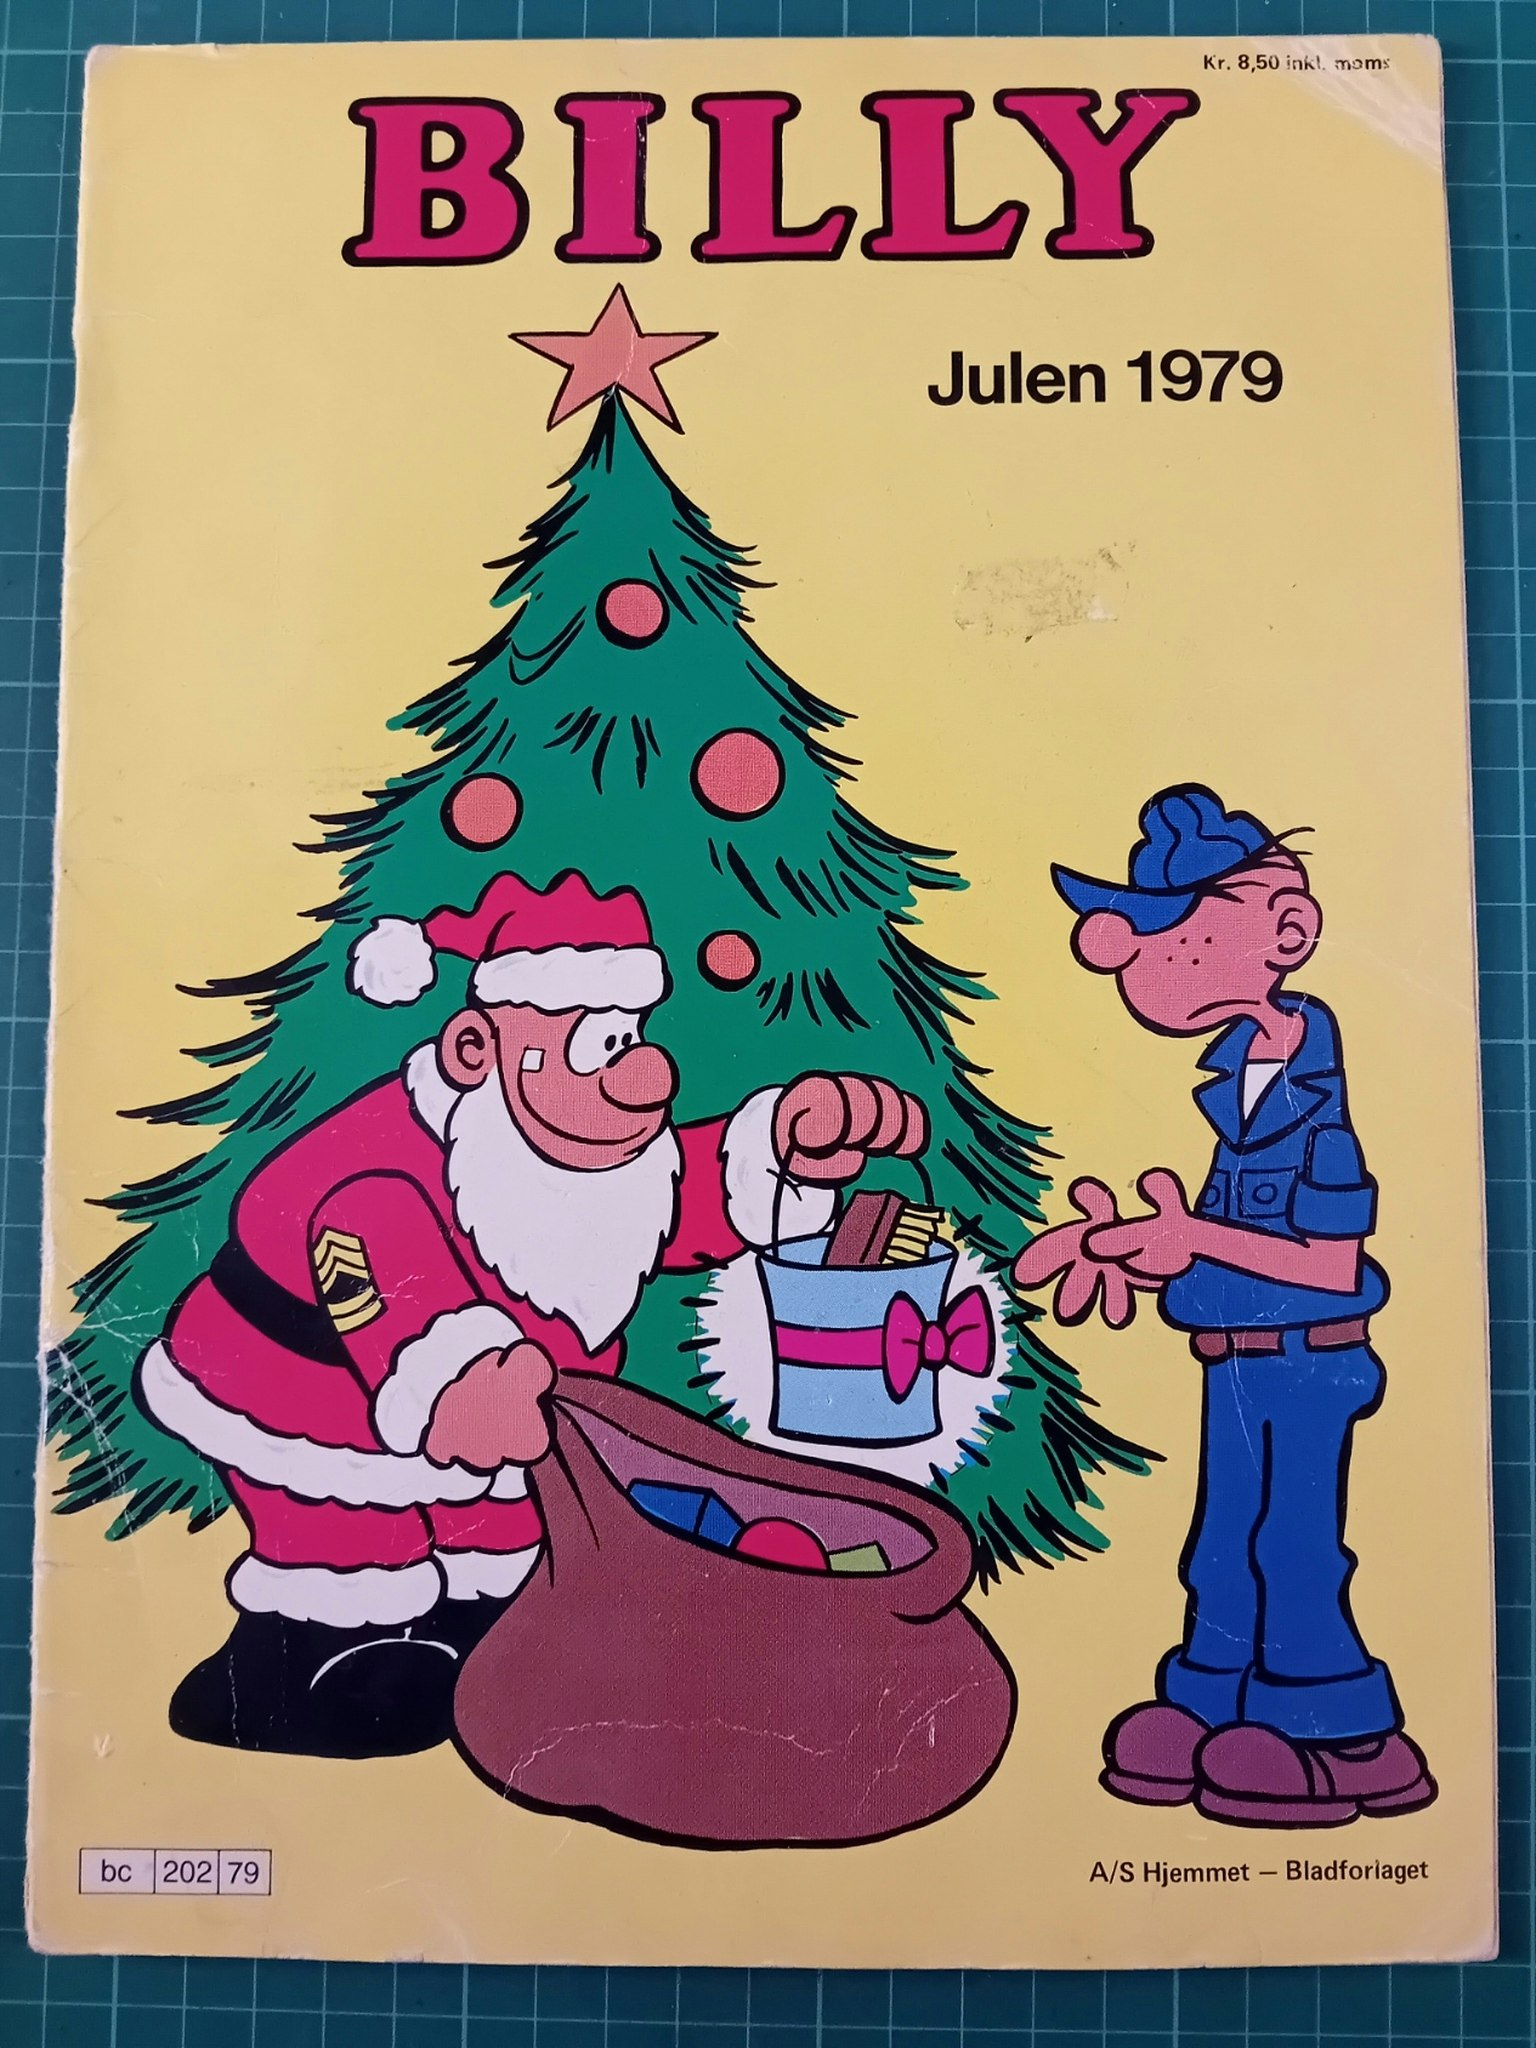 Kr. 8,50 inkl. moms
BILLY
Julen 1979
bc 202 79
A/S Hjemmet — Bladforlaget